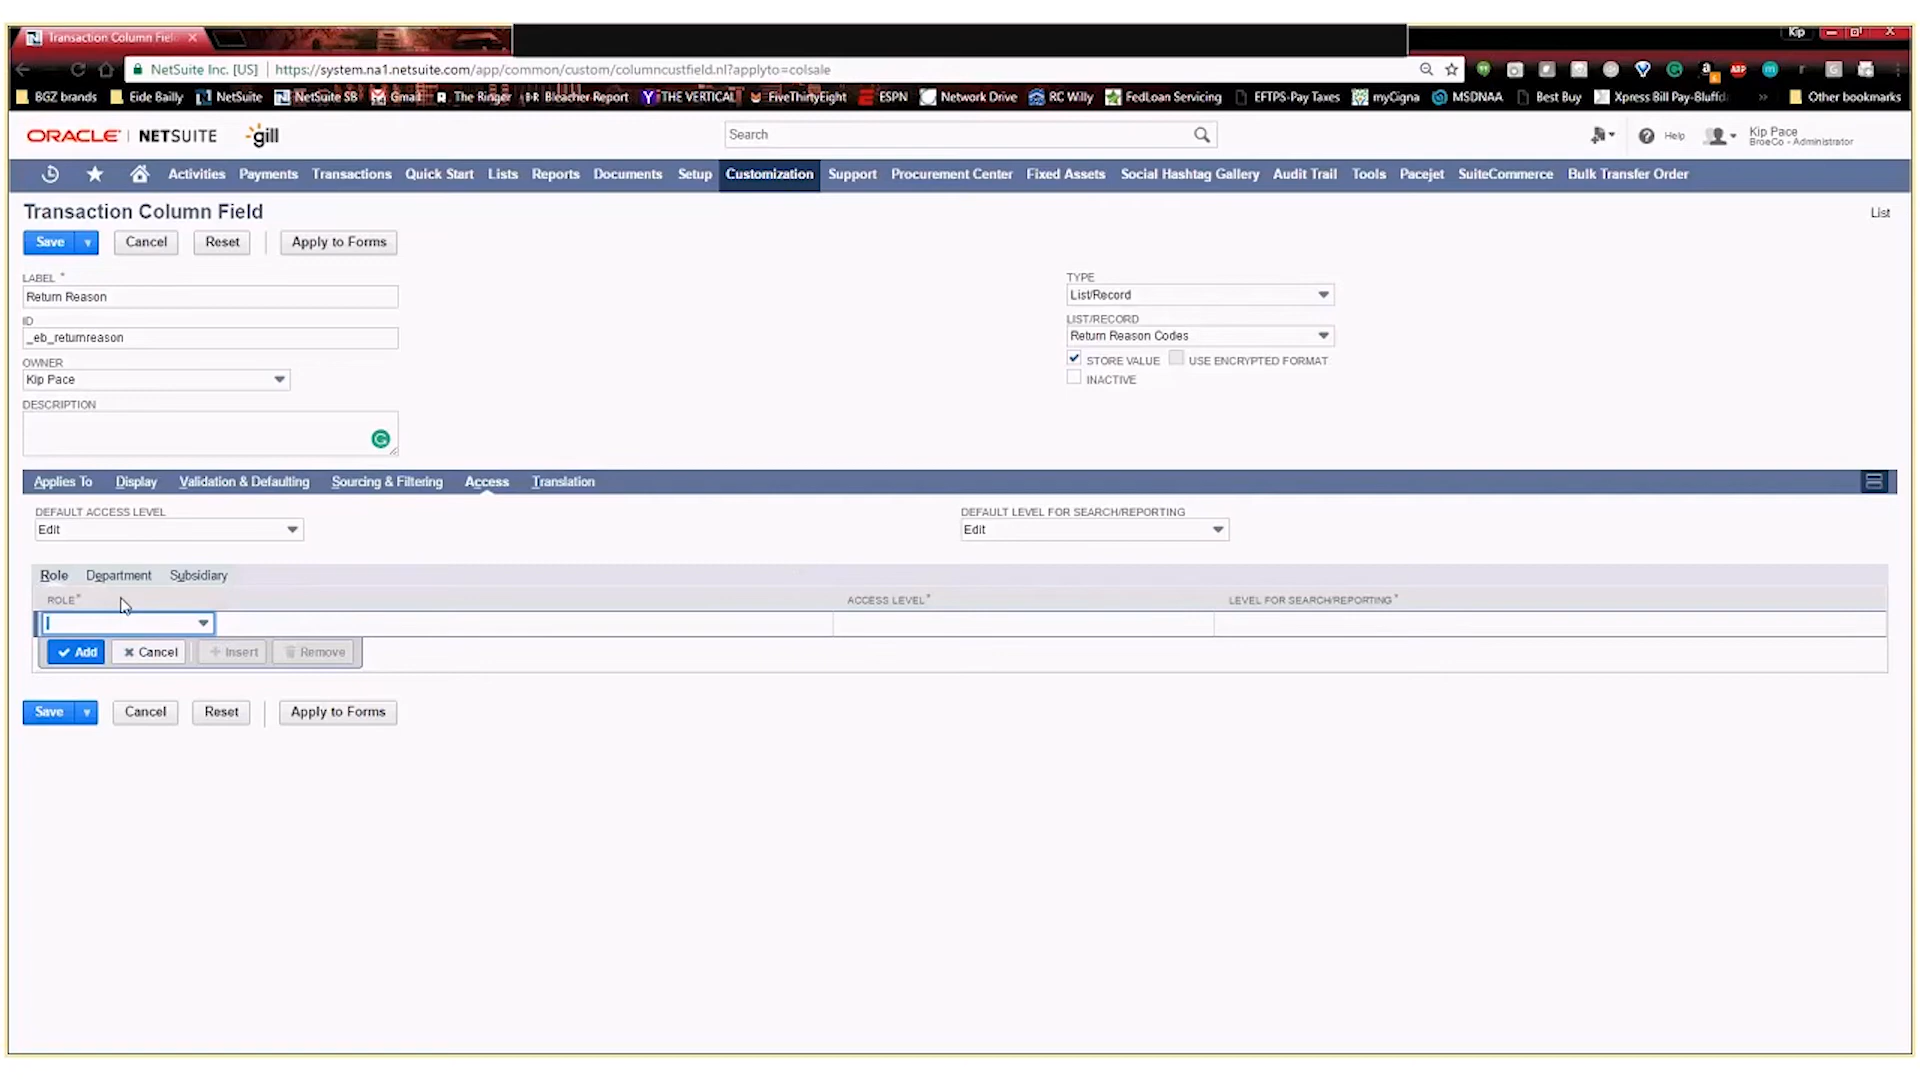 Transaction Column Fiel
Kip
NetSuite Inc. [US] https://system.na1.netsuite.com/app/common/custom/columncustfield.nl?applyto=colsale
BGZ brands Eide Bailly NetSuite NetSuite SB Gmail The Ringer Bleacher Report THE VERTICAL FiveThirtyEight ESPN Network Drive RC Willy FedLoan Servicing EFTPS-Pay Taxes myCigna MSDNAA Best Buy Xpress Bill Pay-Bluffd » Other bookmarks
ORACLE | NETSUITE gill
Search
Help
Kip Pace
BroeCo - Administrator
Activities Payments Transactions Quick Start Lists Reports Documents Setup Customization Support Procurement Center Fixed Assets Social Hashtag Gallery Audit Trail Tools Pacejet SuiteCommerce Bulk Transfer Order
Transaction Column Field
List
Save Cancel Reset Apply to Forms
LABEL *
Return Reason
ID
_eb_returnreason
OWNER
Kip Pace
DESCRIPTION
TYPE
List/Record
LIST/RECORD
Return Reason Codes
STORE VALUE USE ENCRYPTED FORMAT
INACTIVE
Applies To Display Validation & Defaulting Sourcing & Filtering Access Translation
DEFAULT ACCESS LEVEL
Edit
DEFAULT LEVEL FOR SEARCH/REPORTING
Edit
Role Department Subsidiary
ROLE * ACCESS LEVEL * LEVEL FOR SEARCH/REPORTING *
Add Cancel Insert Remove
Save Cancel Reset Apply to Forms